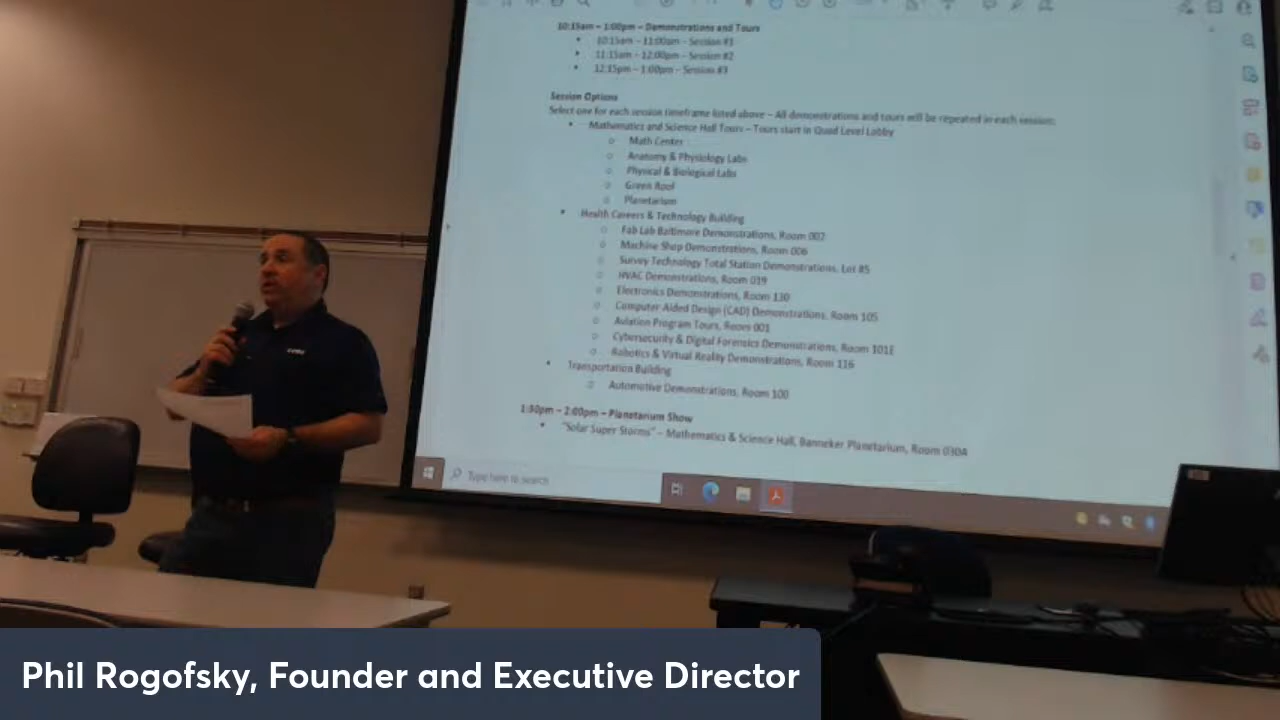 10:15am – 1:00pm – Demonstrations and Tours
• 10:15am – 11:00am – Session #1
• 11:15am – 12:00pm – Session #2
• 12:15pm – 1:00pm – Session #3
Session Options
Select one for each session timeframe listed above – All demonstrations and tours will be repeated in each session:
• Mathematics and Science Hall Tours – Tours start in Quad Level Lobby
o Math Center
o Anatomy & Physiology Labs
o Physical & Biological Labs
o Green Roof
o Planetarium
• Health Careers & Technology Building
o Fab Lab Baltimore Demonstrations, Room 002
o Machine Shop Demonstrations, Room 006
o Survey Technology Total Station Demonstrations, Lot #5
o HVAC Demonstrations, Room 019
o Electronics Demonstrations, Room 130
o Computer Aided Design (CAD) Demonstrations, Room 105
o Aviation Program Tours, Room 001
o Cybersecurity & Digital Forensics Demonstrations, Room 101E
o Robotics & Virtual Reality Demonstrations, Room 116
• Transportation Building
o Automotive Demonstrations, Room 100
1:30pm – 2:00pm – Planetarium Show
• "Solar Super Storms" – Mathematics & Science Hall, Banneker Planetarium, Room 030A
Type here to search
Phil Rogofsky, Founder and Executive Director